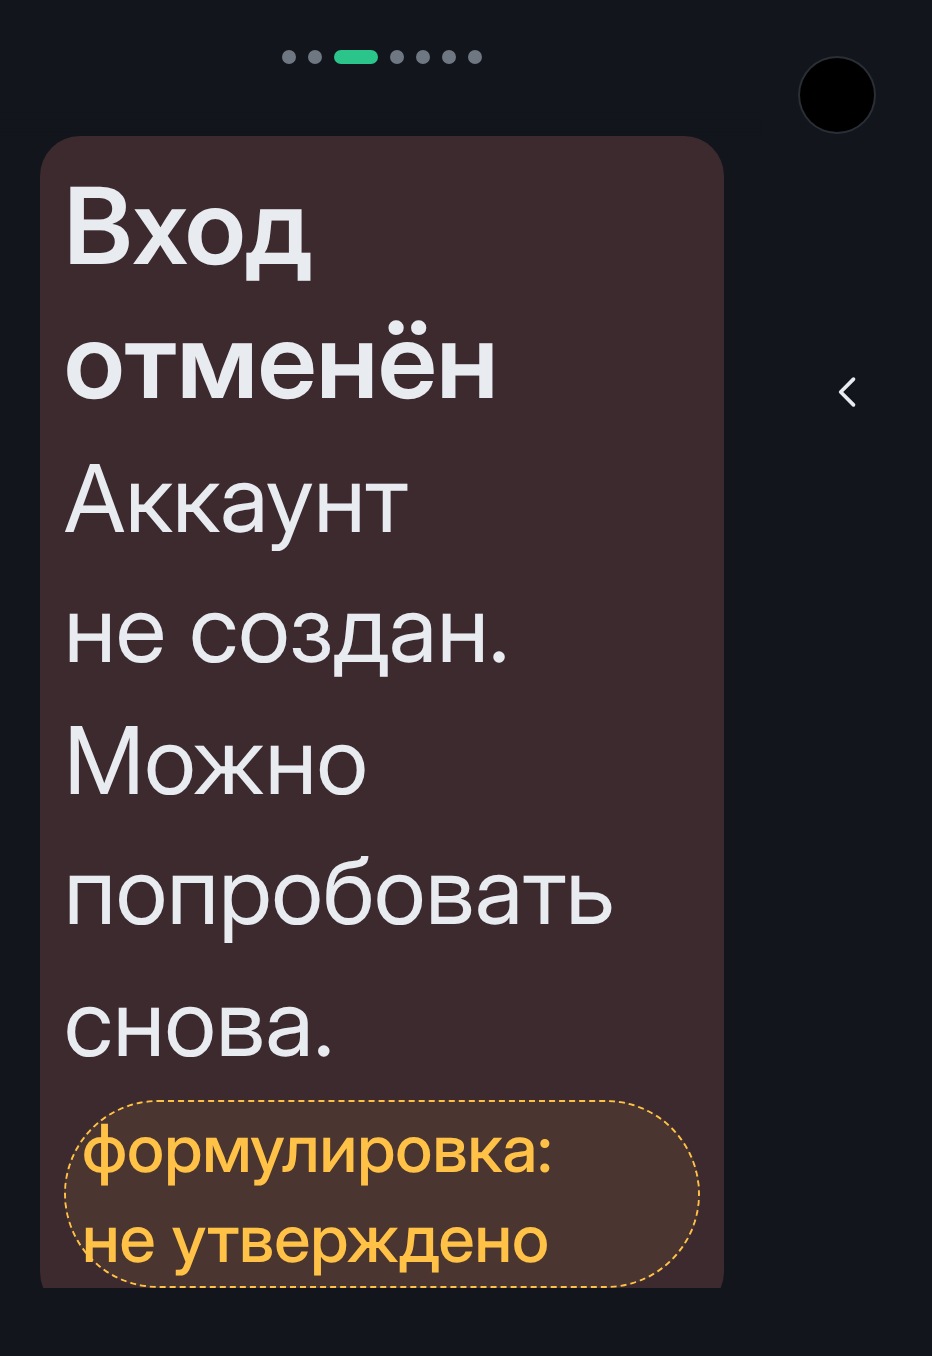 Вход
отменён
Аккаунт
не создан.
Можно
попробовать
снова.
формулировка:
не утверждено